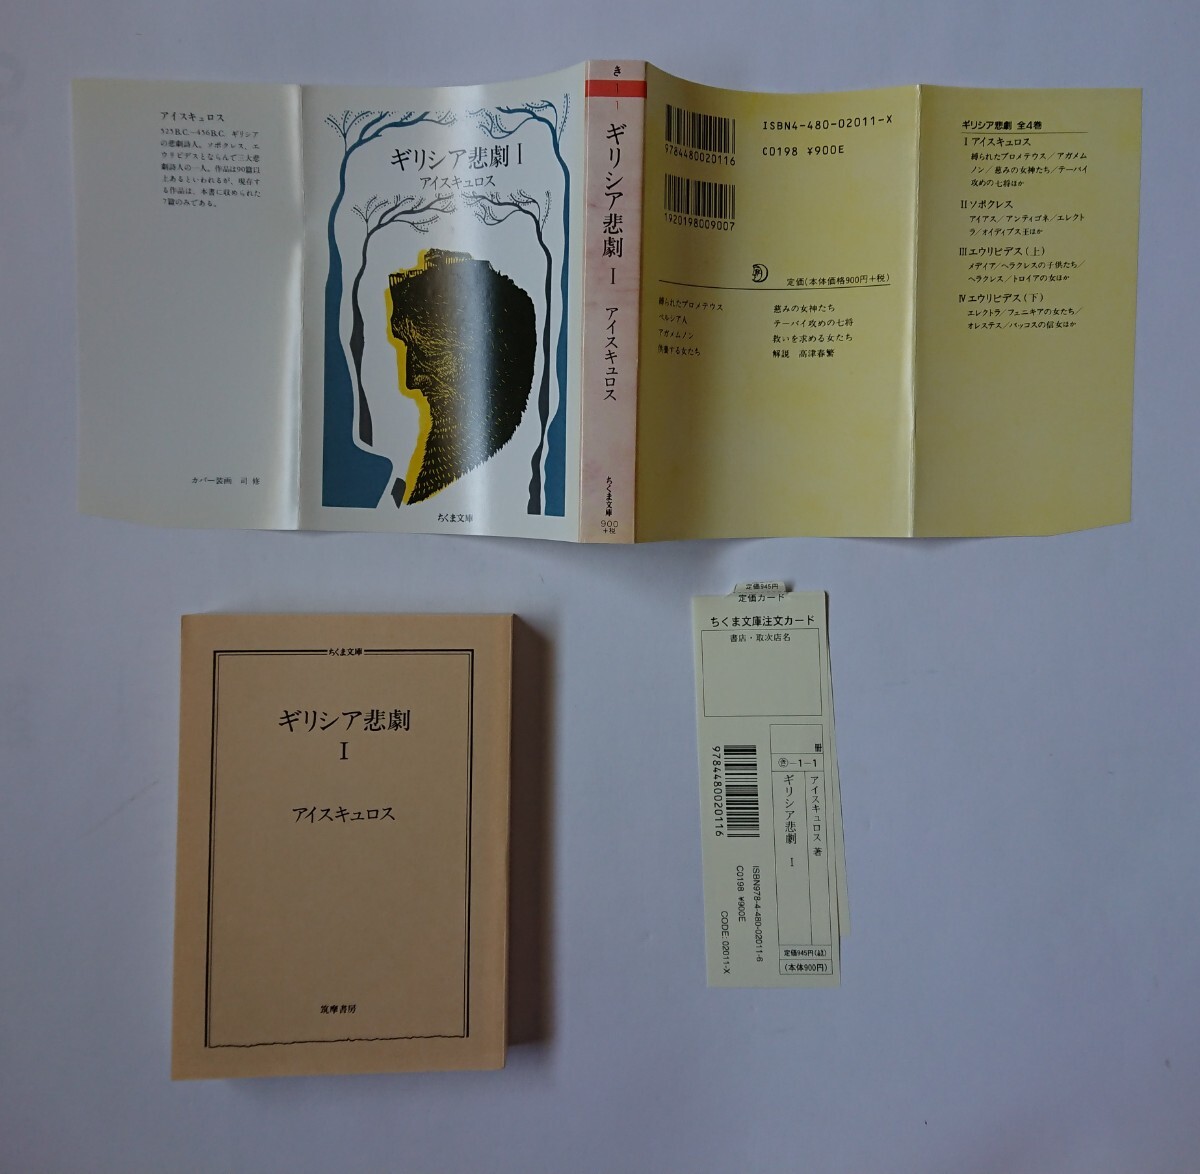 アイスキュロス
525B.C.―456B.C. ギリシア
の悲劇詩人。ソポクレス、エ
ウリピデスとならんで三大悲
劇詩人の一人。作品は90篇以
上あるといわれるが、現在す
る作品は、本書に収められた
7篇のみである。
カバー装画 司 修
ギリシア悲劇 I
アイスキュロス
ちくま文庫
き
1
1
ギリシア悲劇 I
アイスキュロス
ちくま文庫
900
+税
9784480020116
1920198009007
ISBN4-480-02011-X
C0198 ¥900E
定価(本体価格900円+税)
縛られたプロメテウス
ペルシア人
アガメムノン
供養する女たち
慈みの女神たち
テーバイ攻めの七将
救いを求める女たち
解説 高津春繁
ギリシア悲劇 全4巻
I アイスキュロス
縛られたプロメテウス/アガメム
ノン/慈みの女神たち/テーバイ
攻めの七将ほか
II ソポクレス
アイアス/アンティゴネ/エレクト
ラ/オイディプス王ほか
III エウリピデス(上)
メディア/ヘラクレスの子供たち/
ヘラクレス/トロイアの女ほか
IV エウリピデス(下)
エレクトラ/フェニキアの女たち/
オレステス/バッコスの信女ほか
ちくま文庫
ギリシア悲劇
I
アイスキュロス
筑摩書房
定価945円
定価カード
ちくま文庫注文カード
書店・取次店名
冊
き-1-1
アイスキュロス 著
ギリシア悲劇 I
定価945円
(本体900円)
9784480020116
ISBN978-4-480-02011-6
C0198 ¥900E
CODE: 02011-X